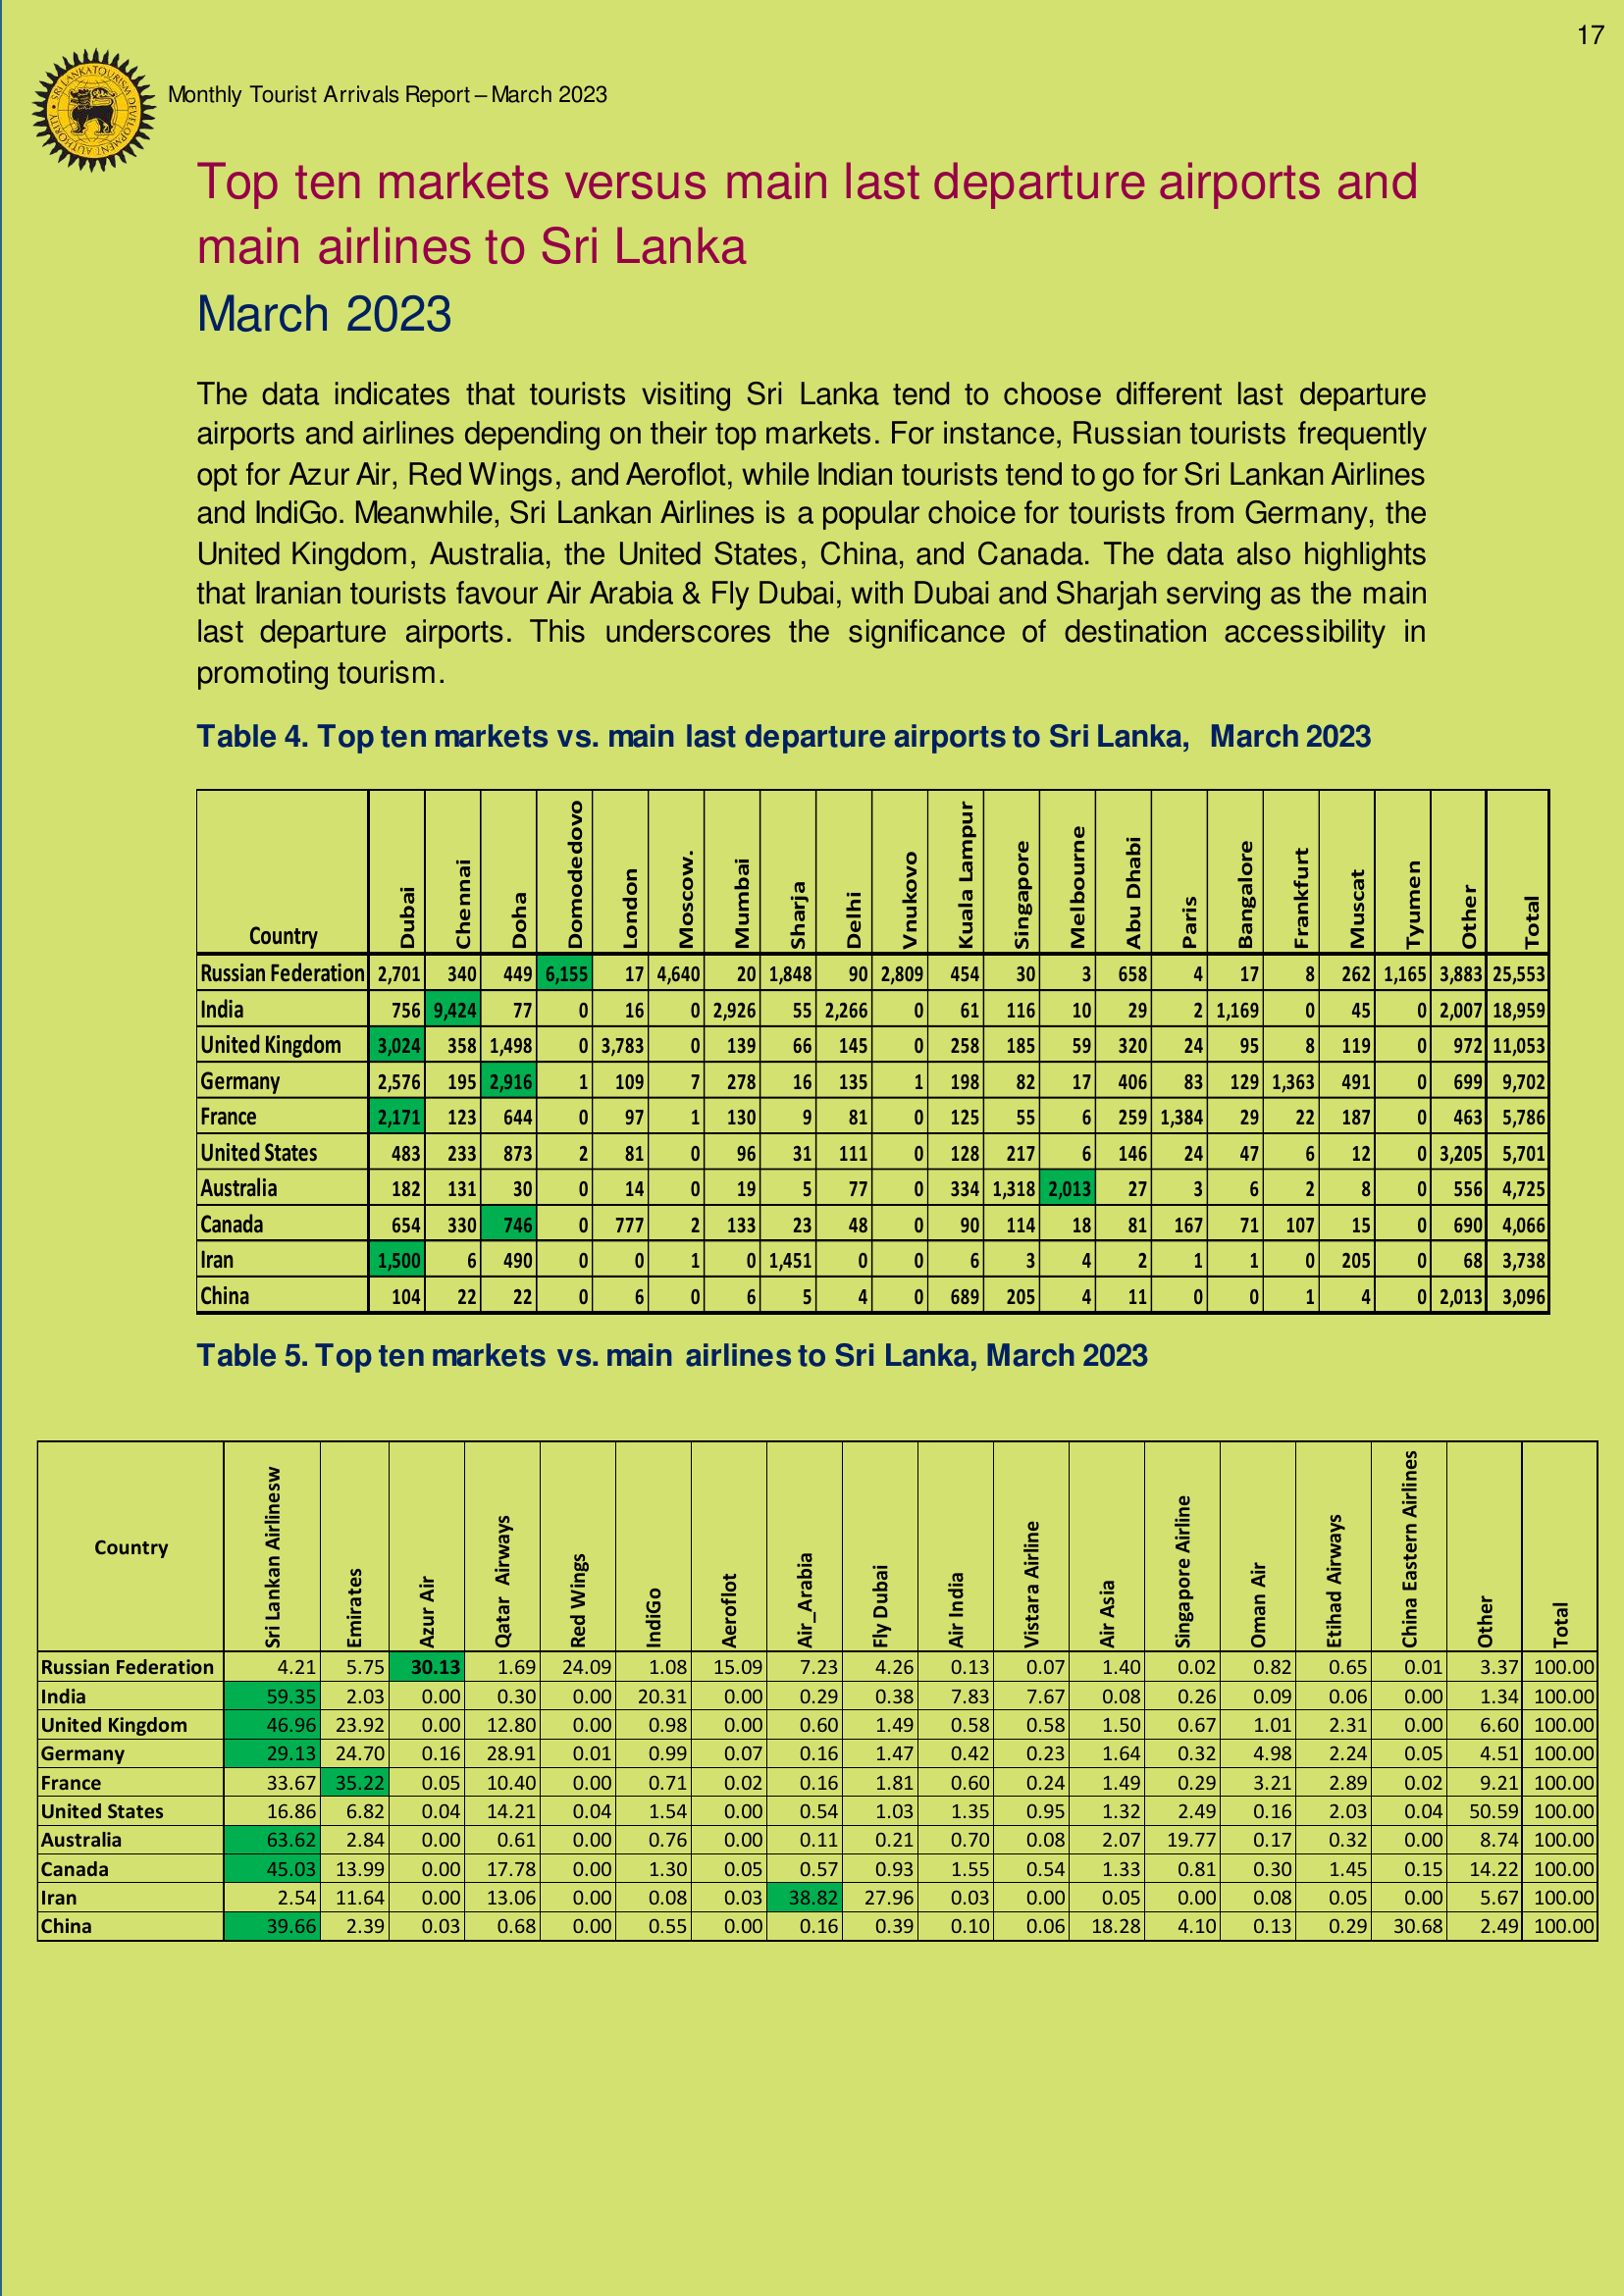 17
SRI LANKA TOURISM DEVELOPMENT AUTHORITY
Monthly Tourist Arrivals Report – March 2023
Top ten markets versus main last departure airports and
main airlines to Sri Lanka
March 2023
The data indicates that tourists visiting Sri Lanka tend to choose different last departure
airports and airlines depending on their top markets. For instance, Russian tourists frequently
opt for Azur Air, Red Wings, and Aeroflot, while Indian tourists tend to go for Sri Lankan Airlines
and IndiGo. Meanwhile, Sri Lankan Airlines is a popular choice for tourists from Germany, the
United Kingdom, Australia, the United States, China, and Canada. The data also highlights
that Iranian tourists favour Air Arabia & Fly Dubai, with Dubai and Sharjah serving as the main
last departure airports. This underscores the significance of destination accessibility in
promoting tourism.
Table 4. Top ten markets vs. main last departure airports to Sri Lanka, March 2023
Country Dubai Chennai Doha Domodedovo London Moscow. Mumbai Sharja Delhi Vnukovo Kuala Lampur Singapore Melbourne Abu Dhabi Paris Bangalore Frankfurt Muscat Tyumen Other Total
Russian Federation 2,701 340 449 6,155 17 4,640 20 1,848 90 2,809 454 30 3 658 4 17 8 262 1,165 3,883 25,553
India 756 9,424 77 0 16 0 2,926 55 2,266 0 61 116 10 29 2 1,169 0 45 0 2,007 18,959
United Kingdom 3,024 358 1,498 0 3,783 0 139 66 145 0 258 185 59 320 24 95 8 119 0 972 11,053
Germany 2,576 195 2,916 1 109 7 278 16 135 1 198 82 17 406 83 129 1,363 491 0 699 9,702
France 2,171 123 644 0 97 1 130 9 81 0 125 55 6 259 1,384 29 22 187 0 463 5,786
United States 483 233 873 2 81 0 96 31 111 0 128 217 6 146 24 47 6 12 0 3,205 5,701
Australia 182 131 30 0 14 0 19 5 77 0 334 1,318 2,013 27 3 6 2 8 0 556 4,725
Canada 654 330 746 0 777 2 133 23 48 0 90 114 18 81 167 71 107 15 0 690 4,066
Iran 1,500 6 490 0 0 1 0 1,451 0 0 6 3 4 2 1 1 0 205 0 68 3,738
China 104 22 22 0 6 0 6 5 4 0 689 205 4 11 0 0 1 4 0 2,013 3,096
Table 5. Top ten markets vs. main airlines to Sri Lanka, March 2023
Country Sri Lankan Airlinesw Emirates Azur Air Qatar Airways Red Wings IndiGo Aeroflot Air_Arabia Fly Dubai Air India Vistara Airline Air Asia Singapore Airline Oman Air Etihad Airways China Eastern Airlines Other Total
Russian Federation 4.21 5.75 30.13 1.69 24.09 1.08 15.09 7.23 4.26 0.13 0.07 1.40 0.02 0.82 0.65 0.01 3.37 100.00
India 59.35 2.03 0.00 0.30 0.00 20.31 0.00 0.29 0.38 7.83 7.67 0.08 0.26 0.09 0.06 0.00 1.34 100.00
United Kingdom 46.96 23.92 0.00 12.80 0.00 0.98 0.00 0.60 1.49 0.58 0.58 1.50 0.67 1.01 2.31 0.00 6.60 100.00
Germany 29.13 24.70 0.16 28.91 0.01 0.99 0.07 0.16 1.47 0.42 0.23 1.64 0.32 4.98 2.24 0.05 4.51 100.00
France 33.67 35.22 0.05 10.40 0.00 0.71 0.02 0.16 1.81 0.60 0.24 1.49 0.29 3.21 2.89 0.02 9.21 100.00
United States 16.86 6.82 0.04 14.21 0.04 1.54 0.00 0.54 1.03 1.35 0.95 1.32 2.49 0.16 2.03 0.04 50.59 100.00
Australia 63.62 2.84 0.00 0.61 0.00 0.76 0.00 0.11 0.21 0.70 0.08 2.07 19.77 0.17 0.32 0.00 8.74 100.00
Canada 45.03 13.99 0.00 17.78 0.00 1.30 0.05 0.57 0.93 1.55 0.54 1.33 0.81 0.30 1.45 0.15 14.22 100.00
Iran 2.54 11.64 0.00 13.06 0.00 0.08 0.03 38.82 27.96 0.03 0.00 0.05 0.00 0.08 0.05 0.00 5.67 100.00
China 39.66 2.39 0.03 0.68 0.00 0.55 0.00 0.16 0.39 0.10 0.06 18.28 4.10 0.13 0.29 30.68 2.49 100.00